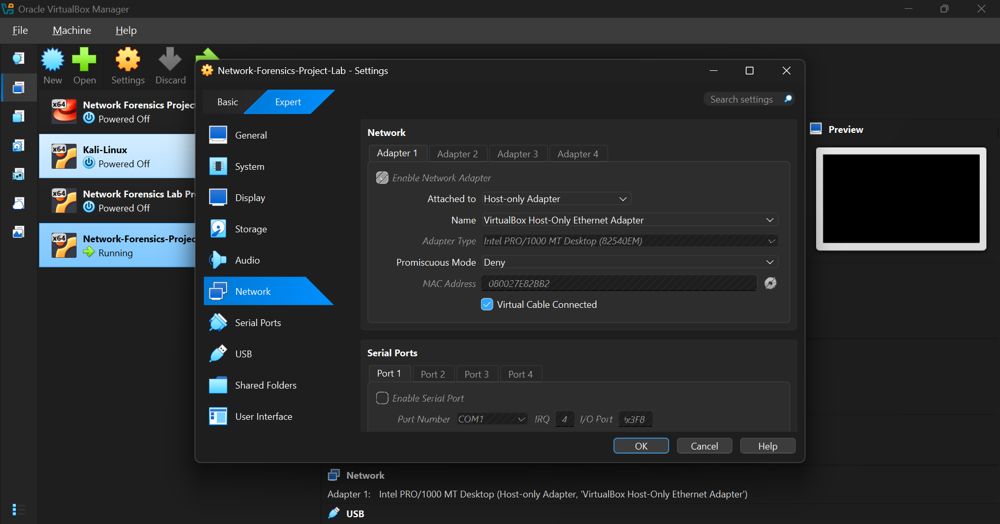 Oracle VirtualBox Manager
File Machine Help
New Open Settings Discard
x64 Network Forensics Projec
Powered Off
x64 Kali-Linux
Powered Off
x64 Network Forensics Lab Pr
Powered Off
x64 Network-Forensics-Projec
Running
Network-Forensics-Project-Lab - Settings
Basic Expert
Search settings
General
System
Display
Storage
Audio
Network
Serial Ports
USB
Shared Folders
User Interface
Network
Adapter 1 Adapter 2 Adapter 3 Adapter 4
Enable Network Adapter
Attached to Host-only Adapter
Name VirtualBox Host-Only Ethernet Adapter
Adapter Type Intel PRO/1000 MT Desktop (82540EM)
Promiscuous Mode Deny
MAC Address 080027E82BB2
Virtual Cable Connected
Serial Ports
Port 1 Port 2 Port 3 Port 4
Enable Serial Port
Port Number COM1 IRQ 4 I/O Port 0x3F8
OK Cancel Help
Preview
Network
Adapter 1: Intel PRO/1000 MT Desktop (Host-only Adapter, 'VirtualBox Host-Only Ethernet Adapter')
USB